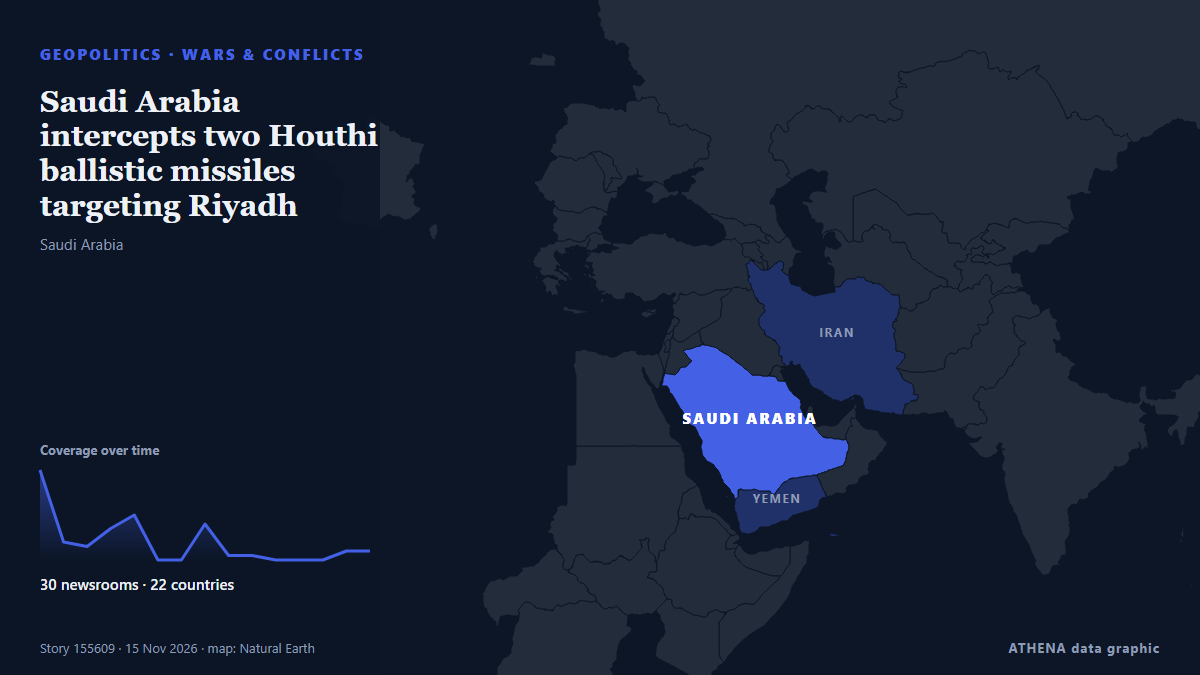 GEOPOLITICS · WARS & CONFLICTS
Saudi Arabia
intercepts two Houthi
ballistic missiles
targeting Riyadh
Saudi Arabia
IRAN
SAUDI ARABIA
YEMEN
Coverage over time
30 newsrooms · 22 countries
Story 155609 · 15 Nov 2026 · map: Natural Earth
ATHENA data graphic